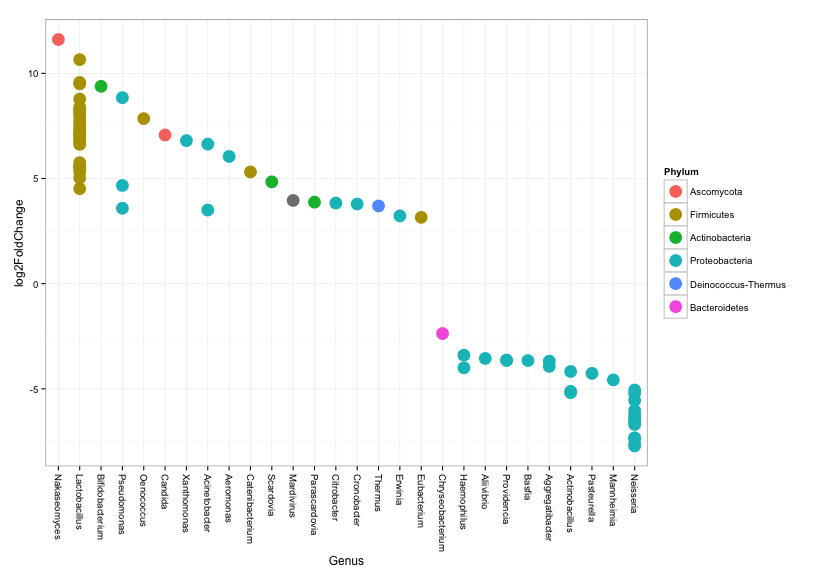 10
5
0
-5
log2FoldChange
Nakaseomyces
Lactobacillus
Bifidobacterium
Pseudomonas
Oenococcus
Candida
Xanthomonas
Acinetobacter
Aeromonas
Catenibacterium
Scardovia
Mardivirus
Parascardovia
Citrobacter
Cronobacter
Thermus
Erwinia
Eubacterium
Chryseobacterium
Haemophilus
Aliivibrio
Providencia
Basfia
Aggregatibacter
Actinobacillus
Pasteurella
Mannheimia
Neisseria
Genus
Phylum
Ascomycota
Firmicutes
Actinobacteria
Proteobacteria
Deinococcus-Thermus
Bacteroidetes